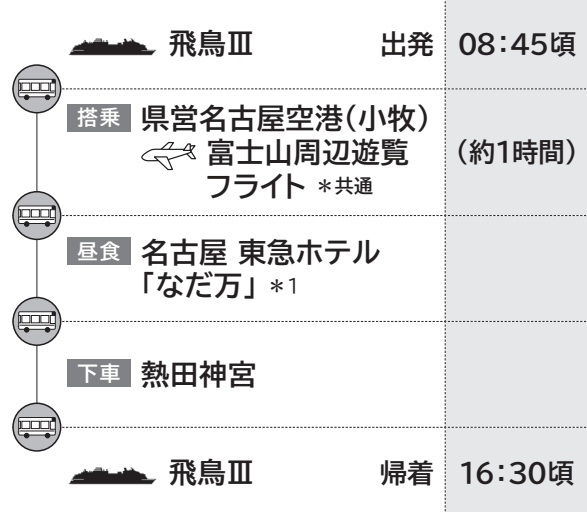 飛鳥Ⅲ 出発 08:45頃
搭乗 県営名古屋空港(小牧)
富士山周辺遊覧 (約1時間)
フライト *共通
昼食 名古屋 東急ホテル
「なだ万」 *1
下車 熱田神宮
飛鳥Ⅲ 帰着 16:30頃